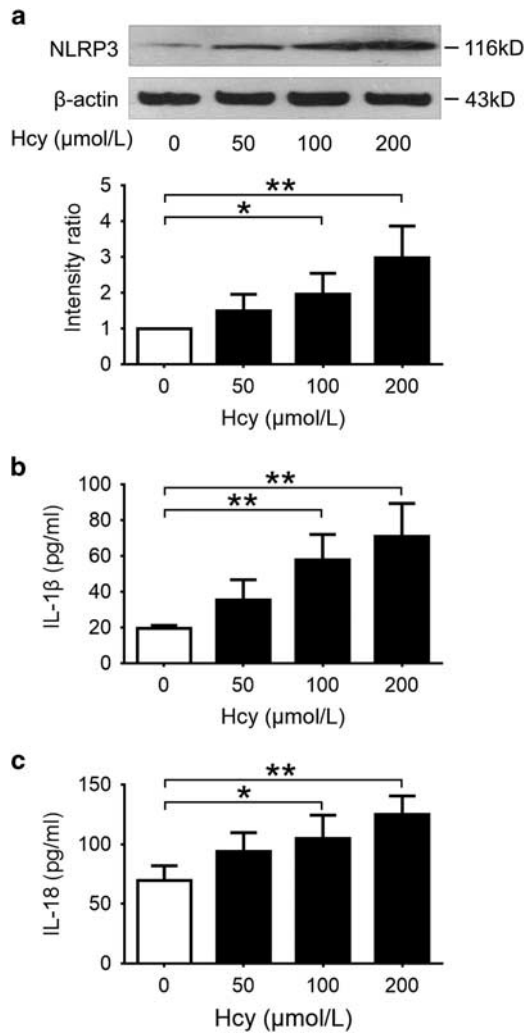 a
NLRP3
116kD
β-actin
43kD
Hcy (μmol/L) 0 50 100 200
Intensity ratio
5
4
3
2
1
0
**
*
0 50 100 200
Hcy (μmol/L)
b
IL-1β (pg/ml)
100
80
60
40
20
0
**
**
0 50 100 200
Hcy (μmol/L)
c
IL-18 (pg/ml)
150
100
50
0
**
*
0 50 100 200
Hcy (μmol/L)